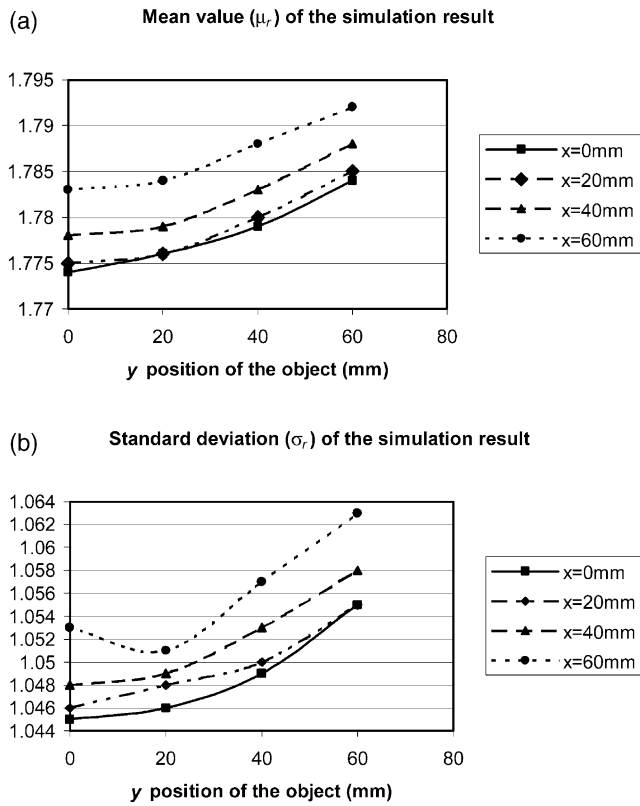 (a)
Mean value (μr) of the simulation result
1.795
1.79
1.785
1.78
1.775
1.77
0 20 40 60 80
y position of the object (mm)
x=0mm
x=20mm
x=40mm
x=60mm
(b)
Standard deviation (σr) of the simulation result
1.064
1.062
1.06
1.058
1.056
1.054
1.052
1.05
1.048
1.046
1.044
0 20 40 60 80
y position of the object (mm)
x=0mm
x=20mm
x=40mm
x=60mm